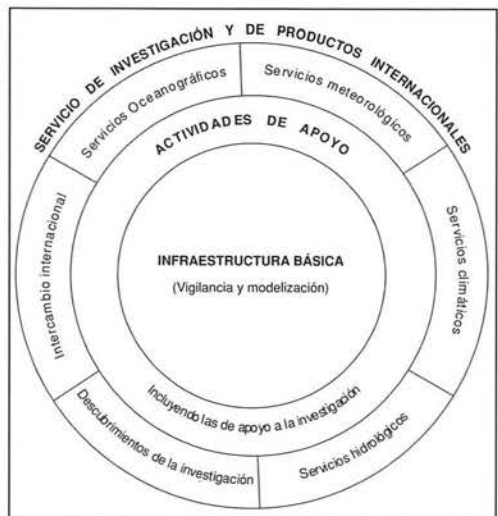 SERVICIO DE INVESTIGACIÓN Y DE PRODUCTOS INTERNACIONALES
Servicios Oceanográficos
Servicios meteorológicos
Servicios climáticos
Servicios hidrológicos
Descubrimientos de la investigación
Intercambio internacional
ACTIVIDADES DE APOYO
INFRAESTRUCTURA BÁSICA
(Vigilancia y modelización)
Incluyendo las de apoyo a la investigación